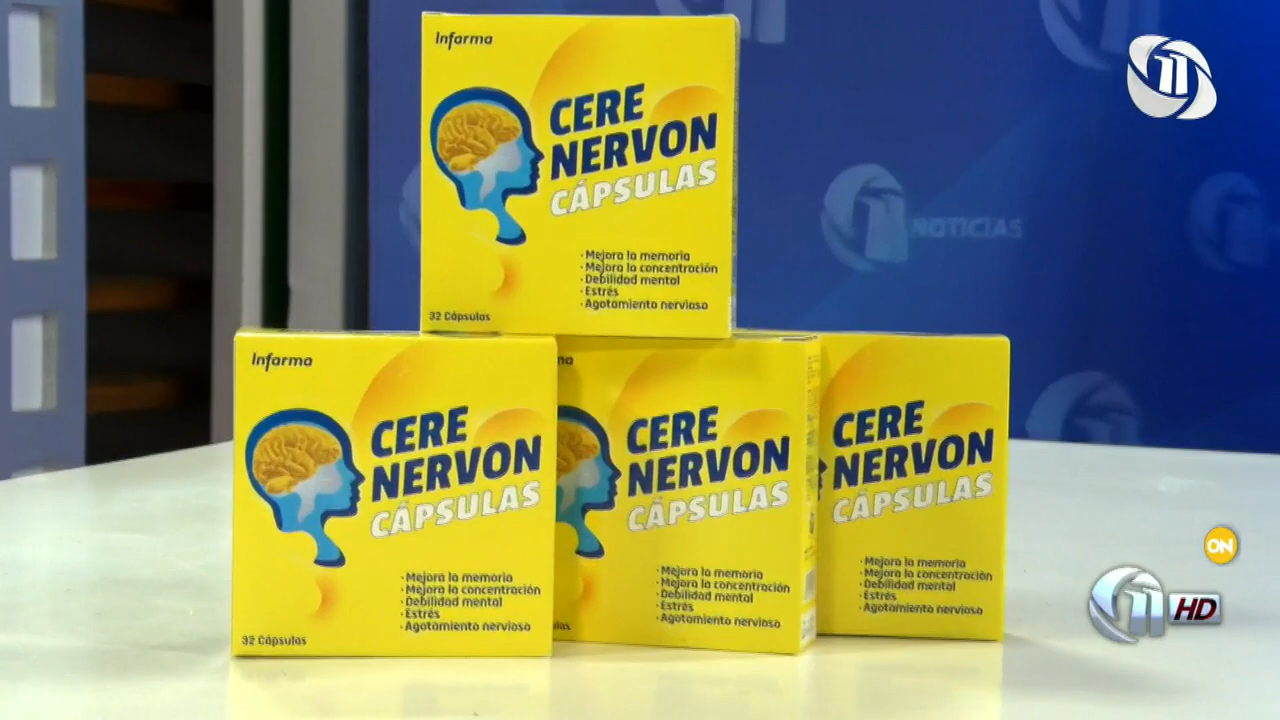 Infarma
CERE
NERVON
CÁPSULAS
· Mejora la memoria
· Mejora la concentración
· Debilidad mental
· Estrés
· Agotamiento nervioso
32 Cápsulas
11
11 NOTICIAS
Infarma
CERE
NERVON
CÁPSULAS
· Mejora la memoria
· Mejora la concentración
· Debilidad mental
· Estrés
· Agotamiento nervioso
32 Cápsulas
CERE
NERVON
CÁPSULAS
· Mejora la memoria
· Mejora la concentración
· Debilidad mental
· Estrés
· Agotamiento nervioso
CERE
NERVON
CÁPSULAS
· Mejora la memoria
· Mejora la concentración
· Debilidad mental
· Estrés
· Agotamiento nervioso
ON
11 HD